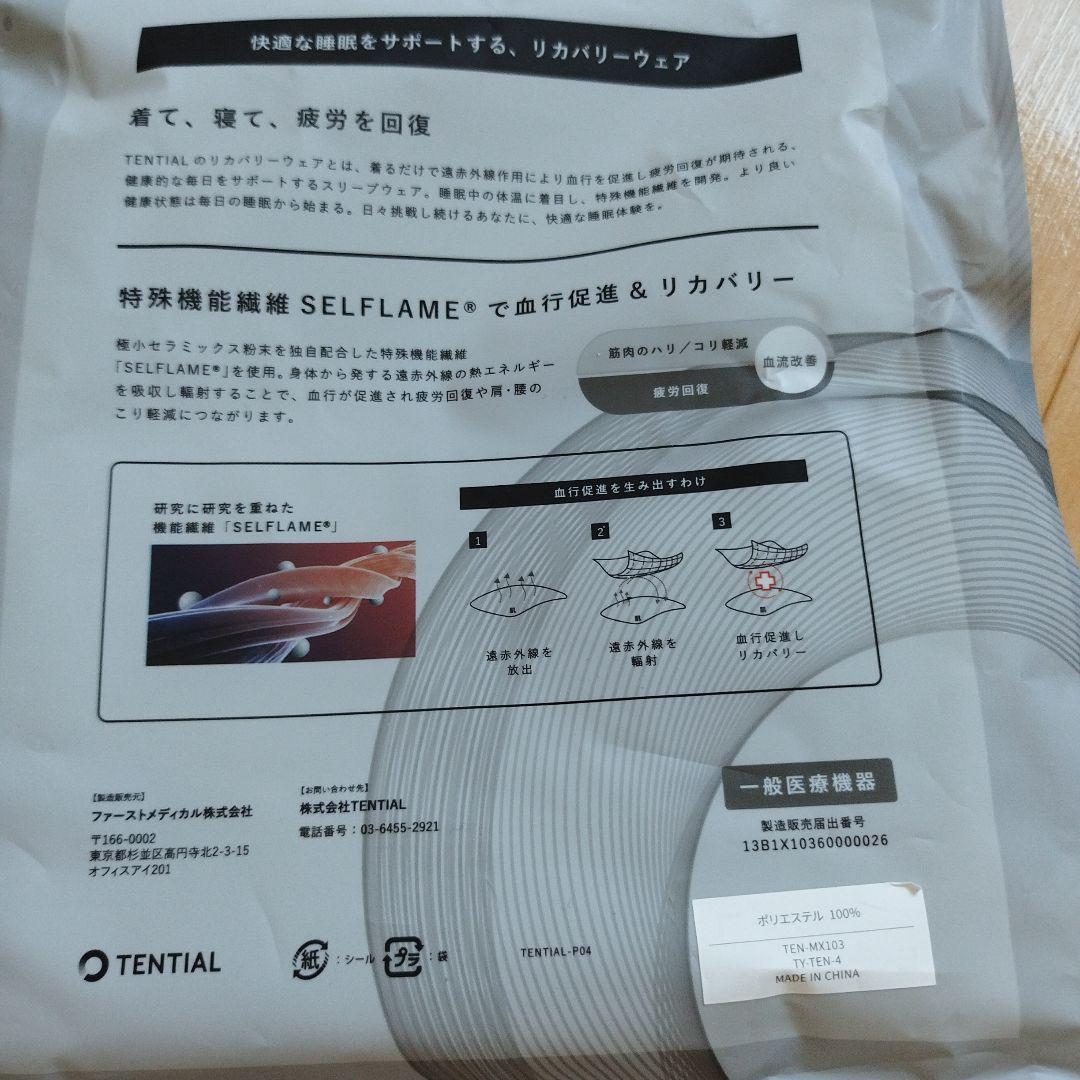 快適な睡眠をサポートする、リカバリーウェア
着て、寝て、疲労を回復
TENTIALのリカバリーウェアとは、着るだけで遠赤外線作用により血行を促進し疲労回復が期待される、
健康的な毎日をサポートするスリープウェア。睡眠中の体温に着目し、特殊機能繊維を開発。より良い
健康状態は毎日の睡眠から始まる。日々挑戦し続けるあなたに、快適な睡眠体験を。
特殊機能繊維 SELFLAME® で血行促進 & リカバリー
極小セラミックス粉末を独自配合した特殊機能繊維
「SELFLAME®」を使用。身体から発する遠赤外線の熱エネルギー
を吸収し輻射することで、血行が促進され疲労回復や肩・腰の
こり軽減につながります。
筋肉のハリ／コリ軽減
血流改善
疲労回復
研究に研究を重ねた
機能繊維「SELFLAME®」
血行促進を生み出すわけ
1
肌
遠赤外線を
放出
2
肌
遠赤外線を
輻射
3
肌
血行促進し
リカバリー
【製造販売元】
ファーストメディカル株式会社
〒166-0002
東京都杉並区高円寺北2-3-15
オフィスアイ201
【お問い合わせ先】
株式会社TENTIAL
電話番号：03-6455-2921
一般医療機器
製造販売届出番号
13B1X10360000026
ポリエステル 100%
TEN-MX103
TY-TEN-4
MADE IN CHINA
TENTIAL
紙：シール
プラ：袋
TENTIAL-P04